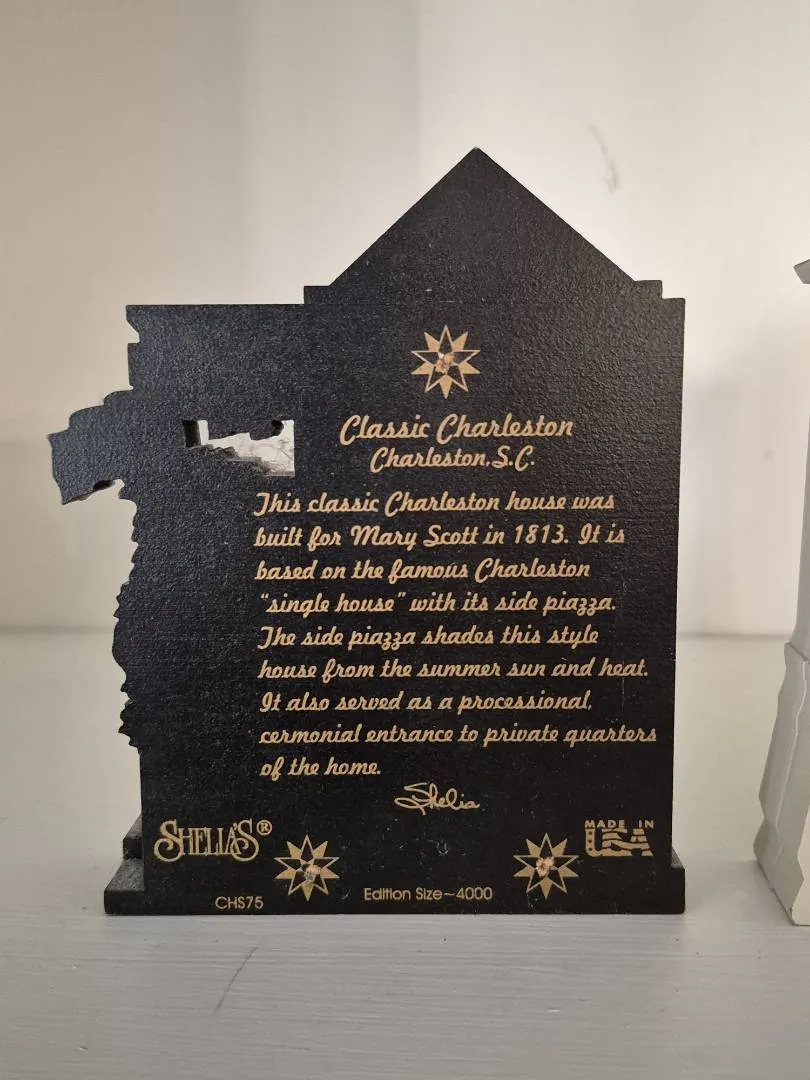 Classic Charleston
Charleston, S.C.
This classic Charleston house was
built for Mary Scott in 1813. It is
based on the famous Charleston
"single house" with its side piazza.
The side piazza shades this style
house from the summer sun and heat.
It also served as a processional,
cermonial entrance to private quarters
of the home.
Shelia
SHELIA'S®
MADE IN
USA
CHS75
Edition Size~4000